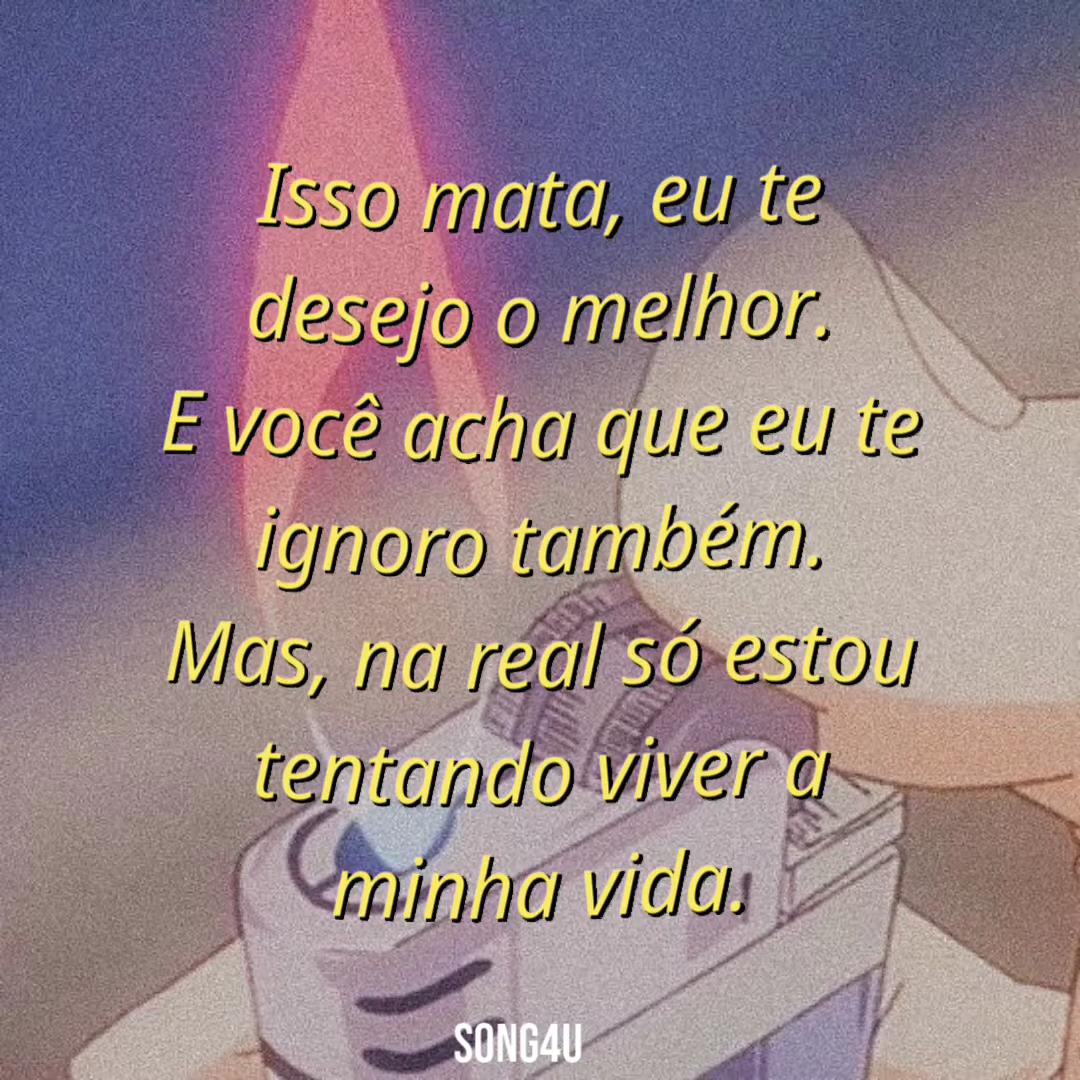 Isso mata, eu te
desejo o melhor.
E você acha que eu te
ignoro também.
Mas, na real só estou
tentando viver a
minha vida.
SONG4U